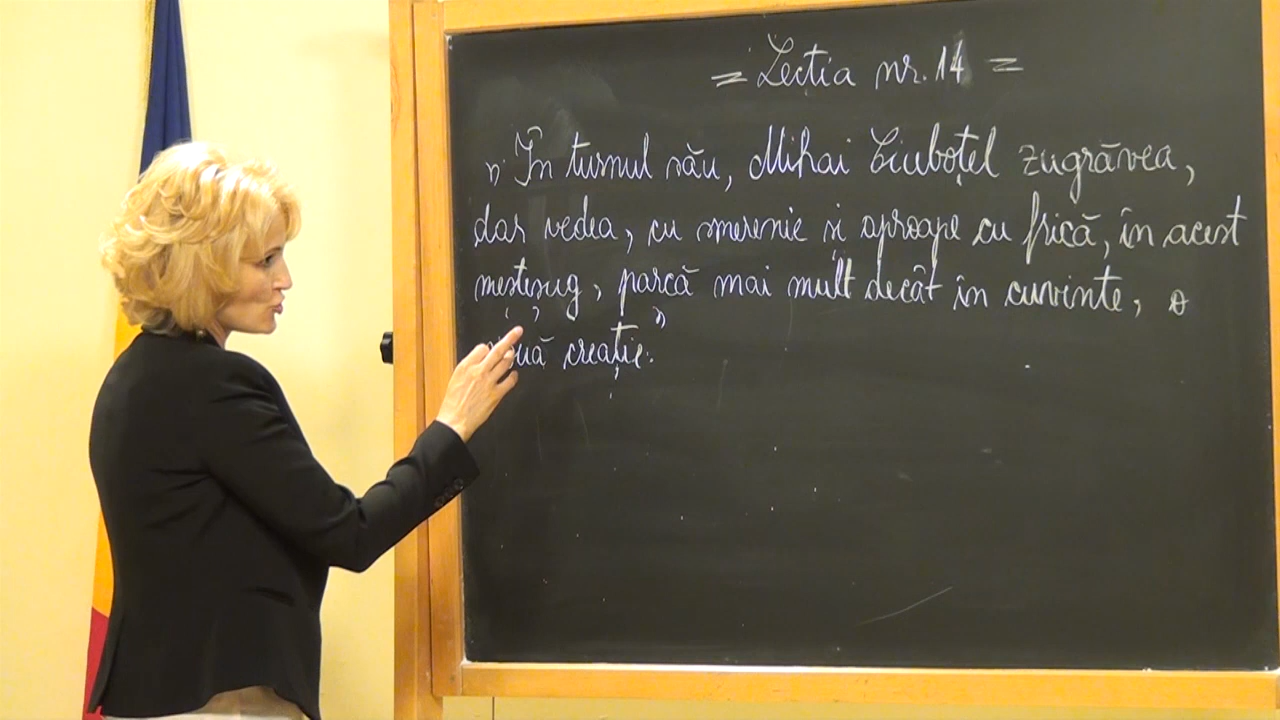 = Lecția nr. 14 =
"În turnul său, Mihai Ciuboțel zugrăvea,
dar vedea, cu smerenie și aproape cu frică, în acest
meșteșug, parcă mai mult decât în cuvinte, o
nouă creație."